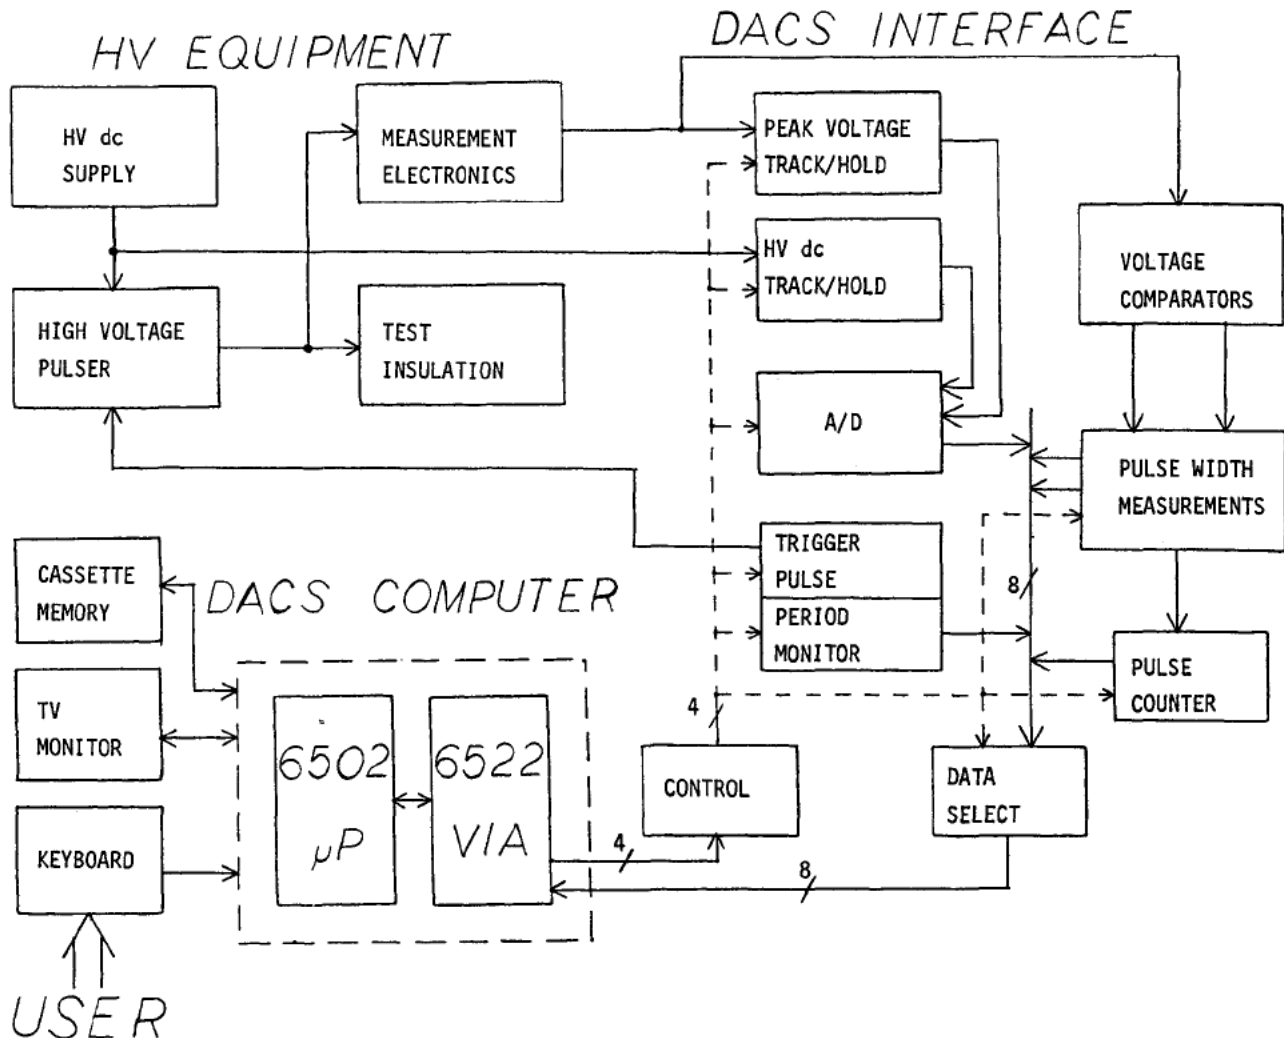 HV EQUIPMENT
DACS INTERFACE
HV dc
SUPPLY
MEASUREMENT
ELECTRONICS
PEAK VOLTAGE
TRACK/HOLD
HV dc
TRACK/HOLD
VOLTAGE
COMPARATORS
HIGH VOLTAGE
PULSER
TEST
INSULATION
A/D
PULSE WIDTH
MEASUREMENTS
TRIGGER
PULSE
PERIOD
MONITOR
8
CASSETTE
MEMORY
DACS COMPUTER
TV
MONITOR
PULSE
COUNTER
4
6502
µP
6522
VIA
CONTROL
DATA
SELECT
KEYBOARD
4
8
USER